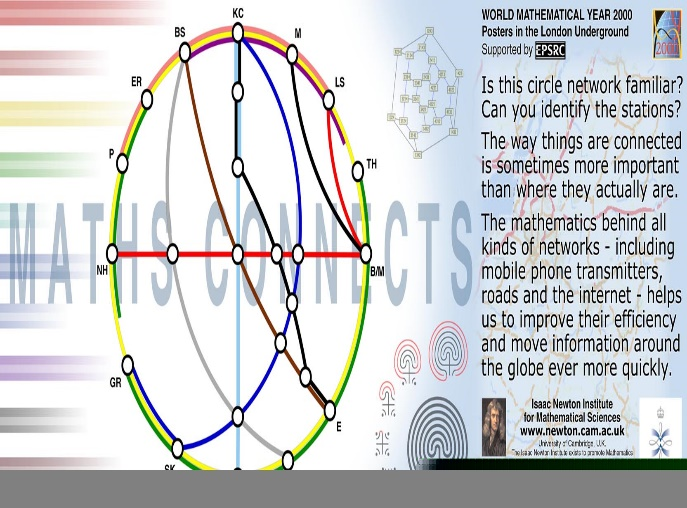 WORLD MATHEMATICAL YEAR 2000
Posters in the London Underground
Supported by EPSRC
2000
Is this circle network familiar?
Can you identify the stations?
The way things are connected
is sometimes more important
than where they actually are.
The mathematics behind all
kinds of networks - including
mobile phone transmitters,
roads and the internet - helps
us to improve their efficiency
and move information around
the globe ever more quickly.
Isaac Newton Institute
for Mathematical Sciences
www.newton.cam.ac.uk
University of Cambridge, U.K.
The Isaac Newton Institute exists to promote Mathematics
KC
BS
M
ER
LS
P
TH
MATHS CONNECTS
NH
B/M
GR
E
SK